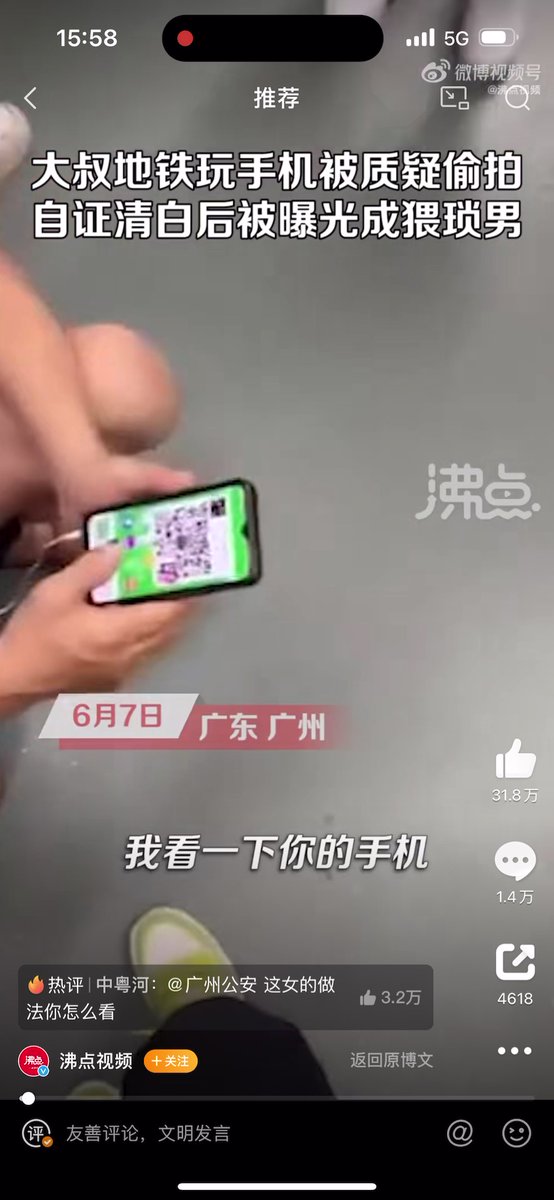 15:58
5G
微博视频号
@沸点视频
推荐
大叔地铁玩手机被质疑偷拍
自证清白后被曝光成猥琐男
沸点
6月7日
广东 广州
我看一下你的手机
31.8万
1.4万
热评 | 中粤河：@广州公安 这女的做
法你怎么看
3.2万
4618
沸点
沸点视频
+关注
返回原博文
评
友善评论，文明发言
@